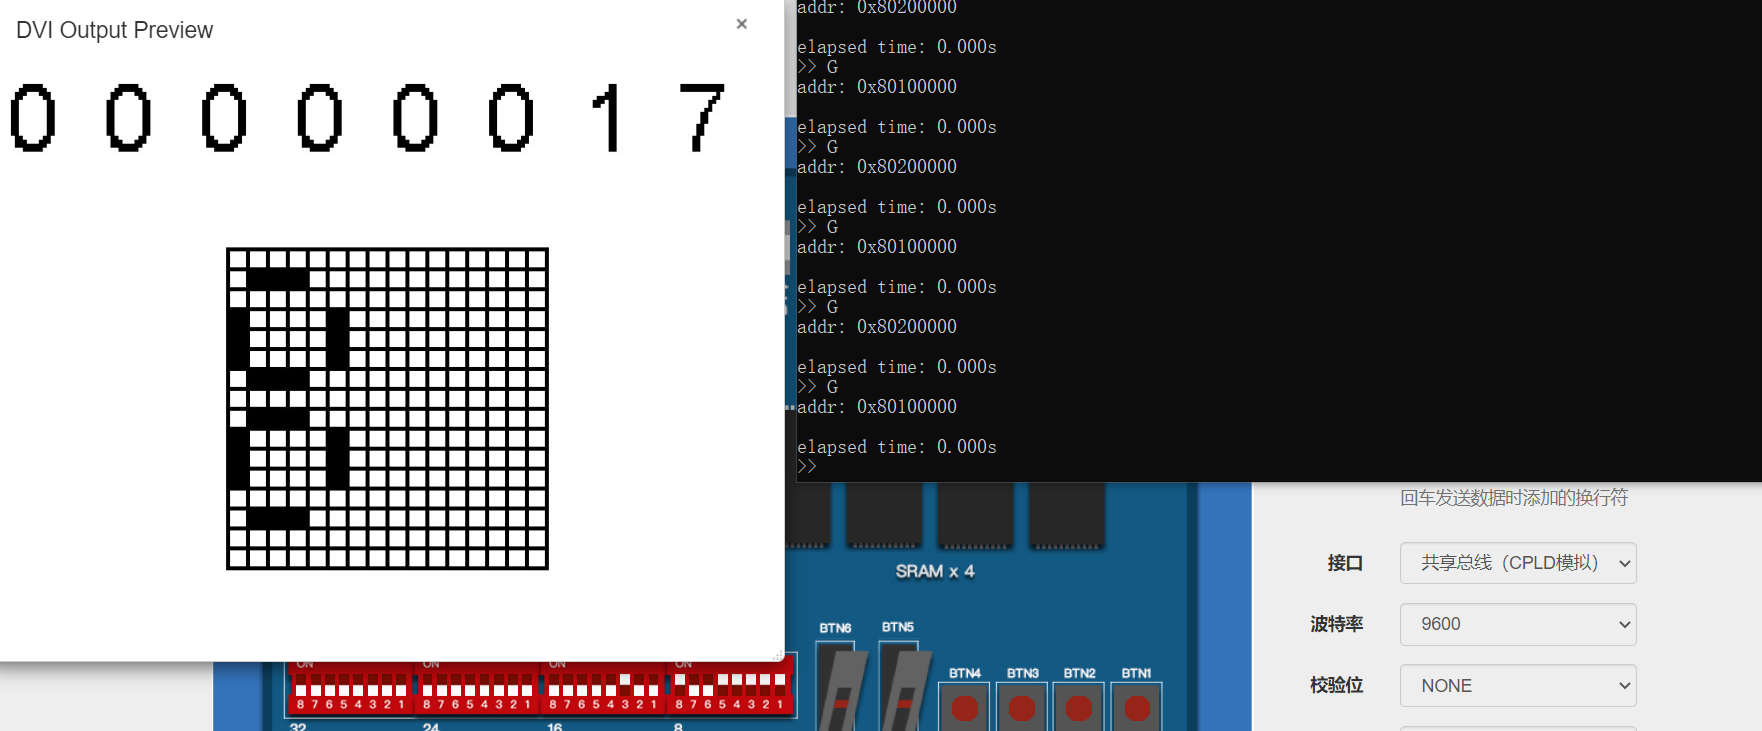 DVI Output Preview ×
0 0 0 0 0 0 1 7
addr: 0x80200000
elapsed time: 0.000s
>> G
addr: 0x80100000
elapsed time: 0.000s
>> G
addr: 0x80200000
elapsed time: 0.000s
>> G
addr: 0x80100000
elapsed time: 0.000s
>> G
addr: 0x80200000
elapsed time: 0.000s
>> G
addr: 0x80100000
elapsed time: 0.000s
>>
回车发送数据时添加的换行符
接口 共享总线（CPLD模拟）
波特率 9600
校验位 NONE
SRAM x 4
BTN6 BTN5
BTN4 BTN3 BTN2 BTN1
ON ON ON ON
8 7 6 5 4 3 2 1 8 7 6 5 4 3 2 1 8 7 6 5 4 3 2 1 8 7 6 5 4 3 2 1
32 24 16 8